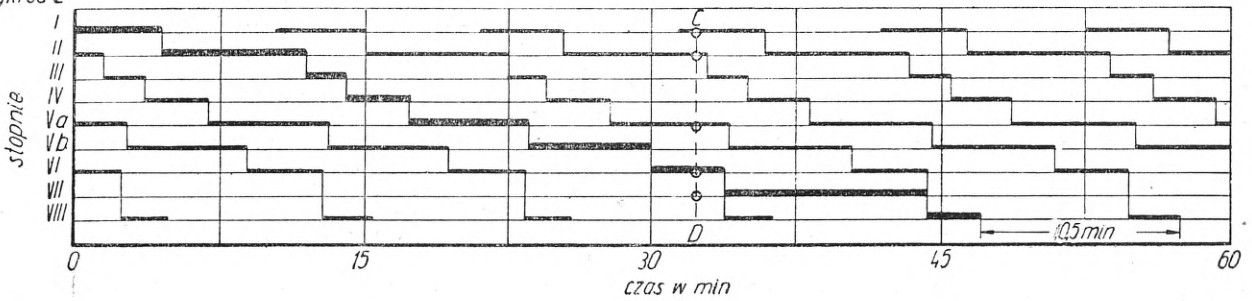 C
I
II
III
IV
Va
Vb
VI
VII
VIII
stopnie
D
10,5 min
0 15 30 45 60
czas w min